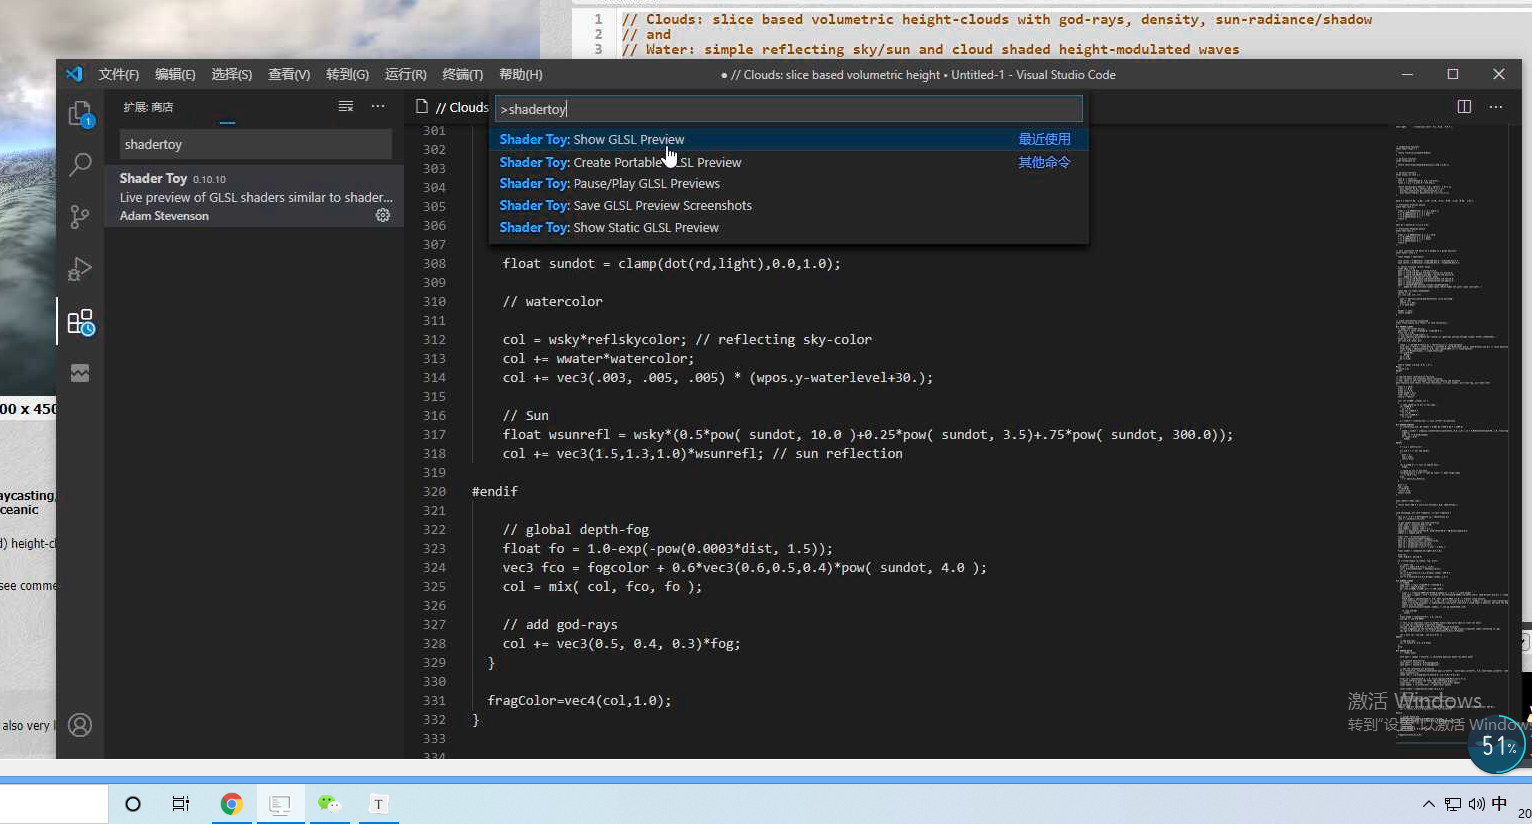 1 // Clouds: slice based volumetric height-clouds with god-rays, density, sun-radiance/shadow
2 // and
3 // Water: simple reflecting sky/sun and cloud shaded height-modulated waves
文件(F) 编辑(E) 选择(S) 查看(V) 转到(G) 运行(R) 终端(T) 帮助(H)
● // Clouds: slice based volumetric height • Untitled-1 - Visual Studio Code
扩展: 商店
shadertoy
Shader Toy 0.10.10
Live preview of GLSL shaders similar to shader...
Adam Stevenson
1
// Clouds
>shadertoy
Shader Toy: Show GLSL Preview 最近使用
Shader Toy: Create Portable GLSL Preview 其他命令
Shader Toy: Pause/Play GLSL Previews
Shader Toy: Save GLSL Preview Screenshots
Shader Toy: Show Static GLSL Preview
301
302
303
304
305
306
307
308 float sundot = clamp(dot(rd,light),0.0,1.0);
309
310 // watercolor
311
312 col = wsky*reflskycolor; // reflecting sky-color
313 col += wwater*watercolor;
314 col += vec3(.003, .005, .005) * (wpos.y-waterlevel+30.);
315
316 // Sun
317 float wsunrefl = wsky*(0.5*pow( sundot, 10.0 )+0.25*pow( sundot, 3.5)+.75*pow( sundot, 300.0));
318 col += vec3(1.5,1.3,1.0)*wsunrefl; // sun reflection
319
320 #endif
321
322 // global depth-fog
323 float fo = 1.0-exp(-pow(0.0003*dist, 1.5));
324 vec3 fco = fogcolor + 0.6*vec3(0.6,0.5,0.4)*pow( sundot, 4.0 );
325 col = mix( col, fco, fo );
326
327 // add god-rays
328 col += vec3(0.5, 0.4, 0.3)*fog;
329 }
330
331 fragColor=vec4(col,1.0);
332 }
333
334
00 x 450
aycasting,
ceanic
d) height-cl
see comme
also very l
激活 Windows
转到"设置"以激活 Windows
51%
T
中
20